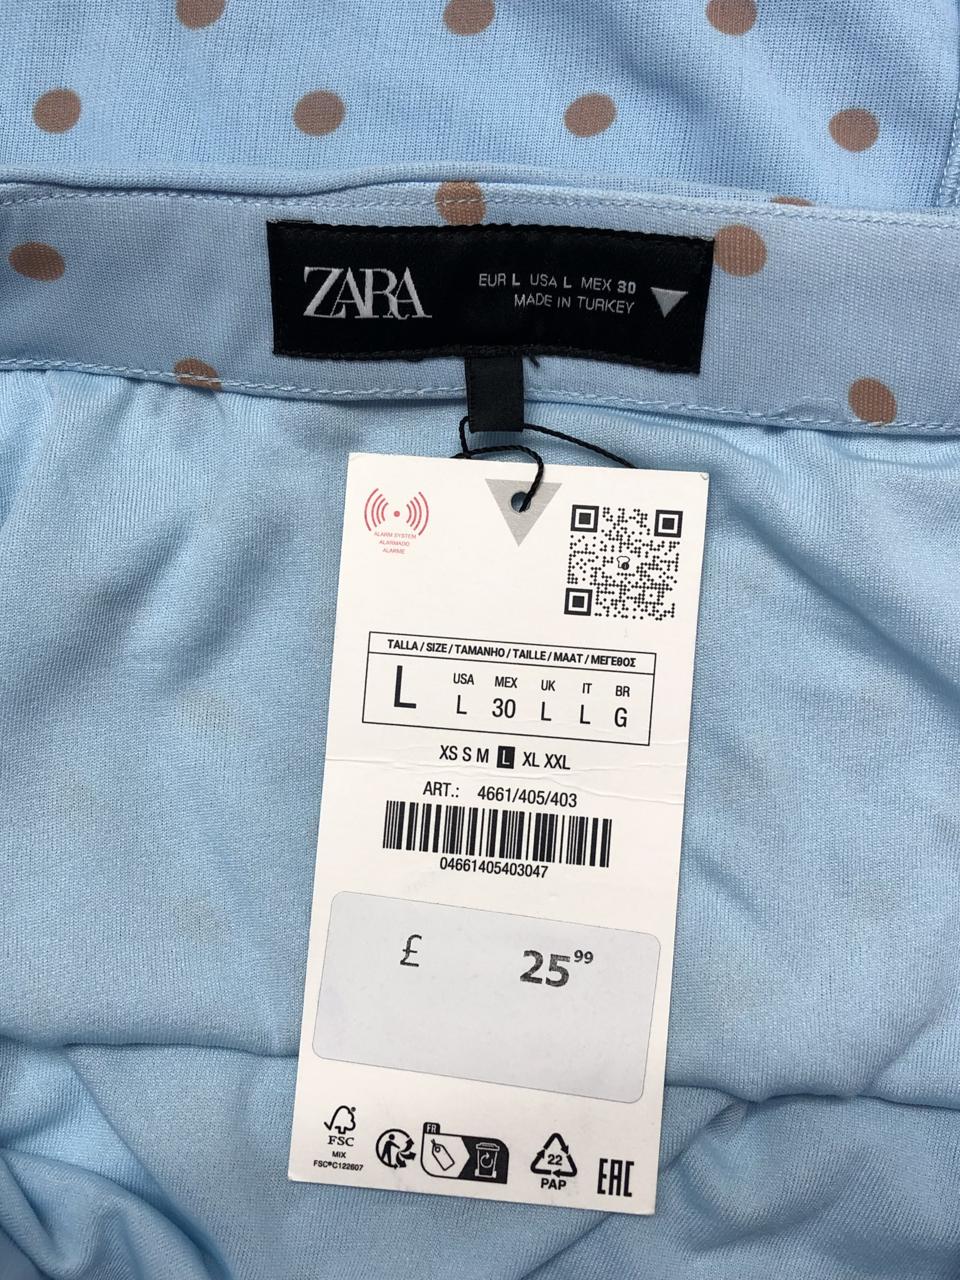 ZARA
EUR L USA L MEX 30
MADE IN TURKEY
ALARM SYSTEM
ALARMADO
ALARME
TALLA / SIZE / TAMANHO / TAILLE / MAAT / ΜΕΓΕΘΟΣ
L
USA MEX UK IT BR
L 30 L L G
XS S M L XL XXL
ART.: 4661/405/403
04661405403047
£ 25⁹⁹
FSC
MIX
FSC®C122607
FR
22
PAP
EAC